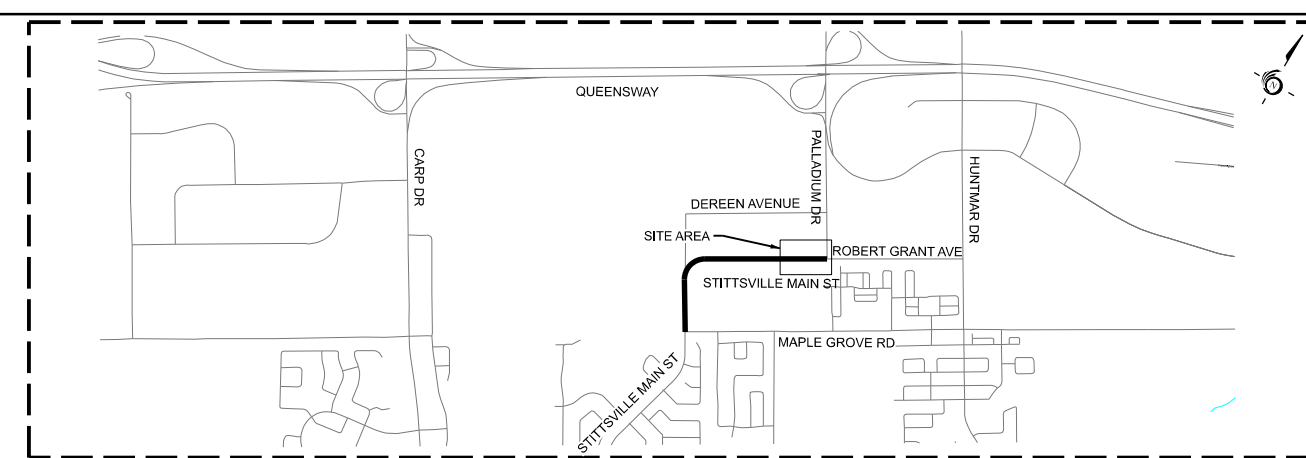 QUEENSWAY
CARP DR
PALLADIUM DR
HUNTMAR DR
DEREEN AVENUE
SITE AREA
ROBERT GRANT AVE
STITTSVILLE MAIN ST
MAPLE GROVE RD
STITTSVILLE MAIN ST
N